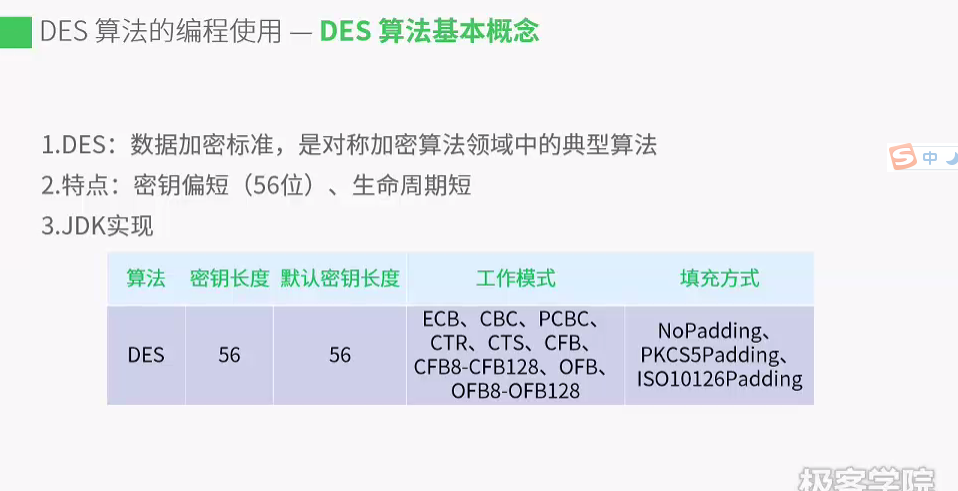 DES 算法的编程使用 — DES 算法基本概念
1.DES：数据加密标准，是对称加密算法领域中的典型算法
中
2.特点：密钥偏短（56位）、生命周期短
3.JDK实现
算法 密钥长度 默认密钥长度 工作模式 填充方式
DES 56 56
ECB、CBC、PCBC、
CTR、CTS、CFB、
CFB8-CFB128、OFB、
OFB8-OFB128
NoPadding、
PKCS5Padding、
ISO10126Padding
极客学院